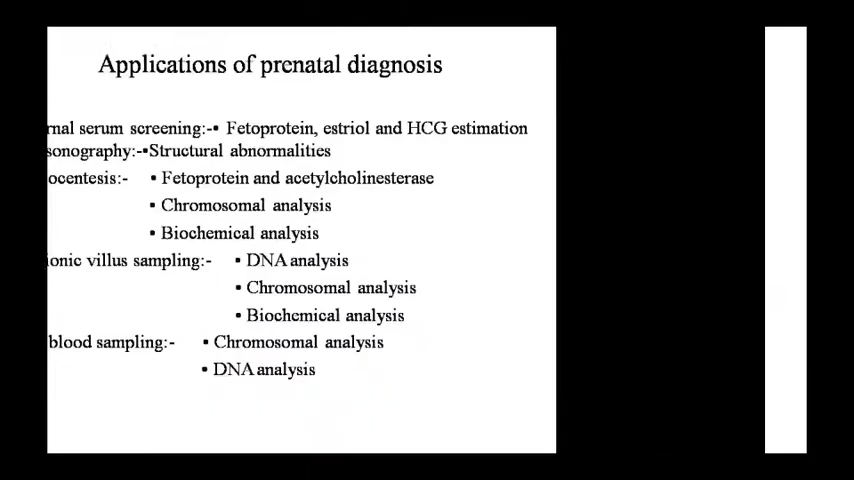 Applications of prenatal diagnosis
rnal serum screening:-▪ Fetoprotein, estriol and HCG estimation
sonography:-▪Structural abnormalities
ocentesis:- ▪ Fetoprotein and acetylcholinesterase
▪ Chromosomal analysis
▪ Biochemical analysis
ionic villus sampling:- ▪ DNA analysis
▪ Chromosomal analysis
▪ Biochemical analysis
blood sampling:- ▪ Chromosomal analysis
▪ DNA analysis